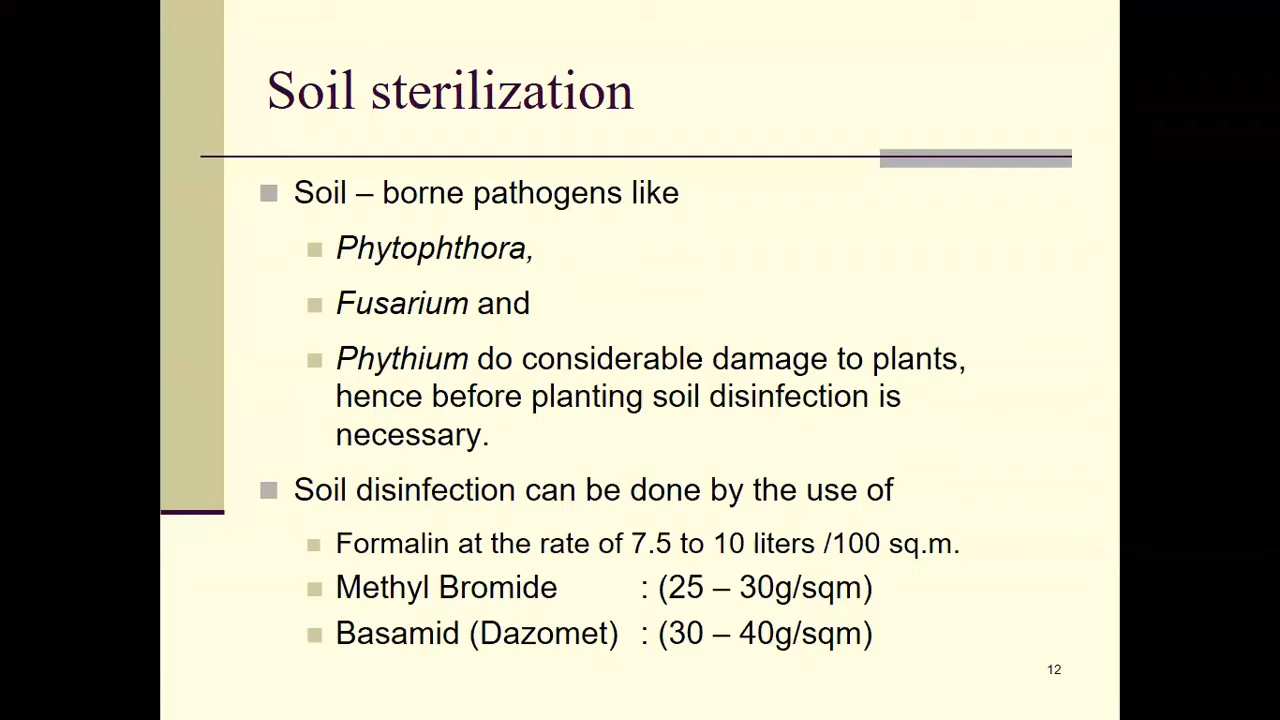 Soil sterilization
Soil – borne pathogens like
Phytophthora,
Fusarium and
Phythium do considerable damage to plants,
hence before planting soil disinfection is
necessary.
Soil disinfection can be done by the use of
Formalin at the rate of 7.5 to 10 liters /100 sq.m.
Methyl Bromide : (25 – 30g/sqm)
Basamid (Dazomet) : (30 – 40g/sqm)
12